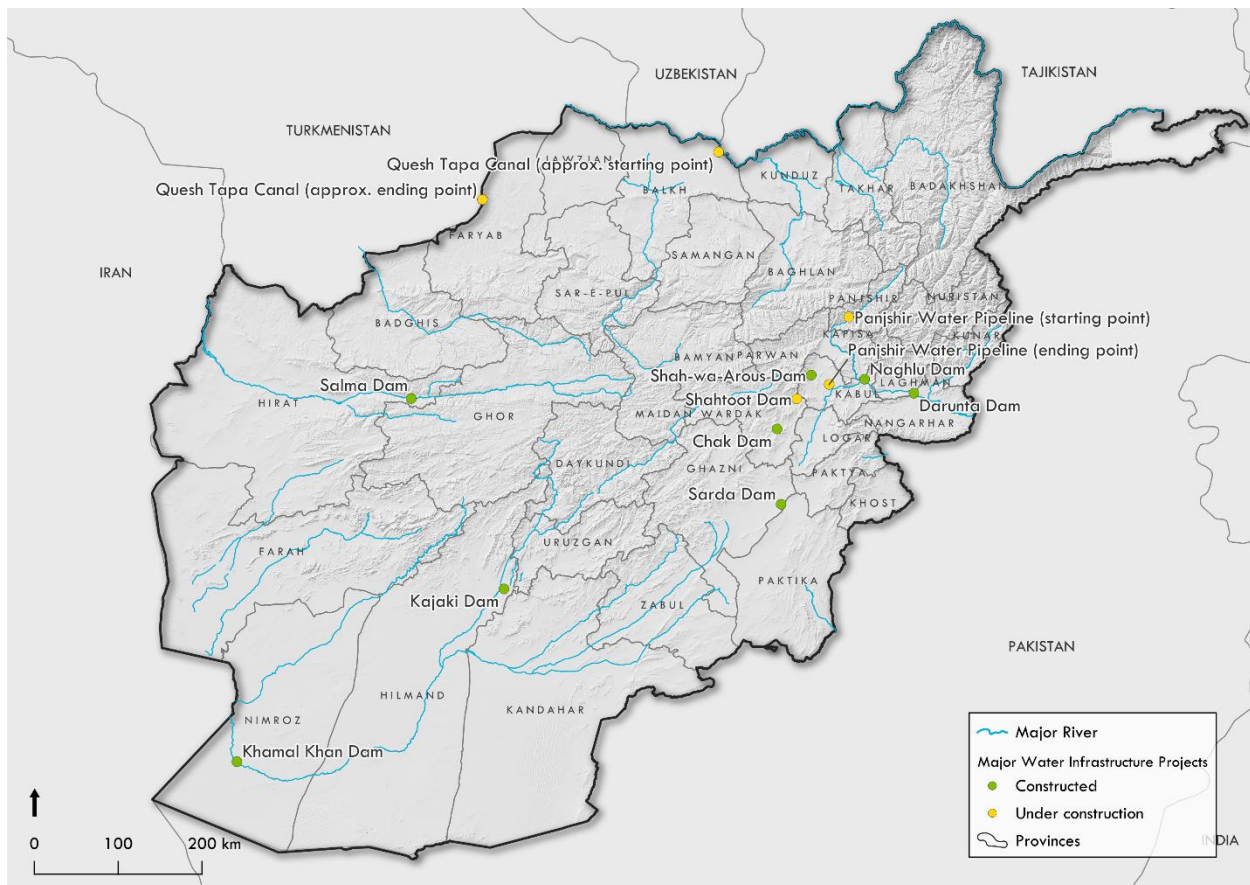 UZBEKISTAN
TAJIKISTAN
TURKMENISTAN
Quesh Tapa Canal (approx. starting point)
JAWZJAN
KUNDUZ
TAKHAR
BADAKHSHAN
BALKH
Quesh Tapa Canal (approx. ending point)
FARYAB
SAMANGAN
IRAN
BAGHLAN
SAR-E-PUL
PANJSHIR
NURISTAN
Panjshir Water Pipeline (starting point)
BADGHIS
KAPISA
KUNAR
Panjshir Water Pipeline (ending point)
BAMYAN
PARWAN
Naghlu Dam
Shah-wa-Arous Dam
Salma Dam
LAGHMAN
KABUL
HIRAT
Shahtoot Dam
Darunta Dam
GHOR
MAIDAN WARDAK
NANGARHAR
Chak Dam
LOGAR
DAYKUNDI
GHAZNI
PAKTYA
Sarda Dam
KHOST
URUZGAN
FARAH
PAKTIKA
Kajaki Dam
ZABUL
PAKISTAN
HILMAND
KANDAHAR
NIMROZ
Khamal Khan Dam
Major River
Major Water Infrastructure Projects
Constructed
Under construction
Provinces
INDIA
0 100 200 km